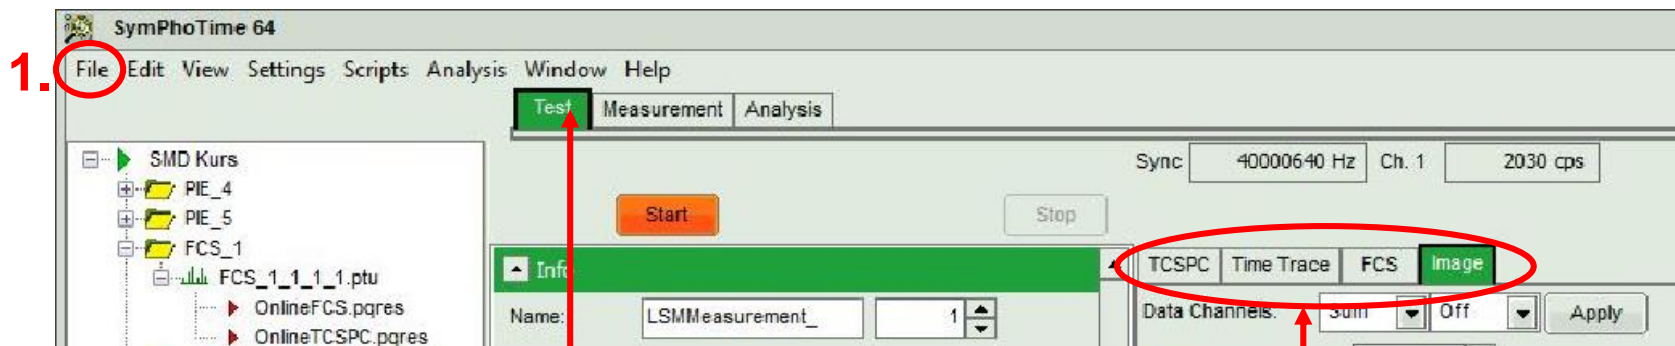 SymPhoTime 64
1.
File Edit View Settings Scripts Analysis Window Help
Test Measurement Analysis
SMD Kurs
Sync 40000640 Hz Ch. 1 2030 cps
PIE_4
PIE_5
Start Stop
FCS_1
TCSPC Time Trace FCS Image
FCS_1_1_1_1.ptu
Info
OnlineFCS.pqres
Name: LSMMeasurement_ 1
Data Channels: Sum Off Apply
OnlineTCSPC.pqres